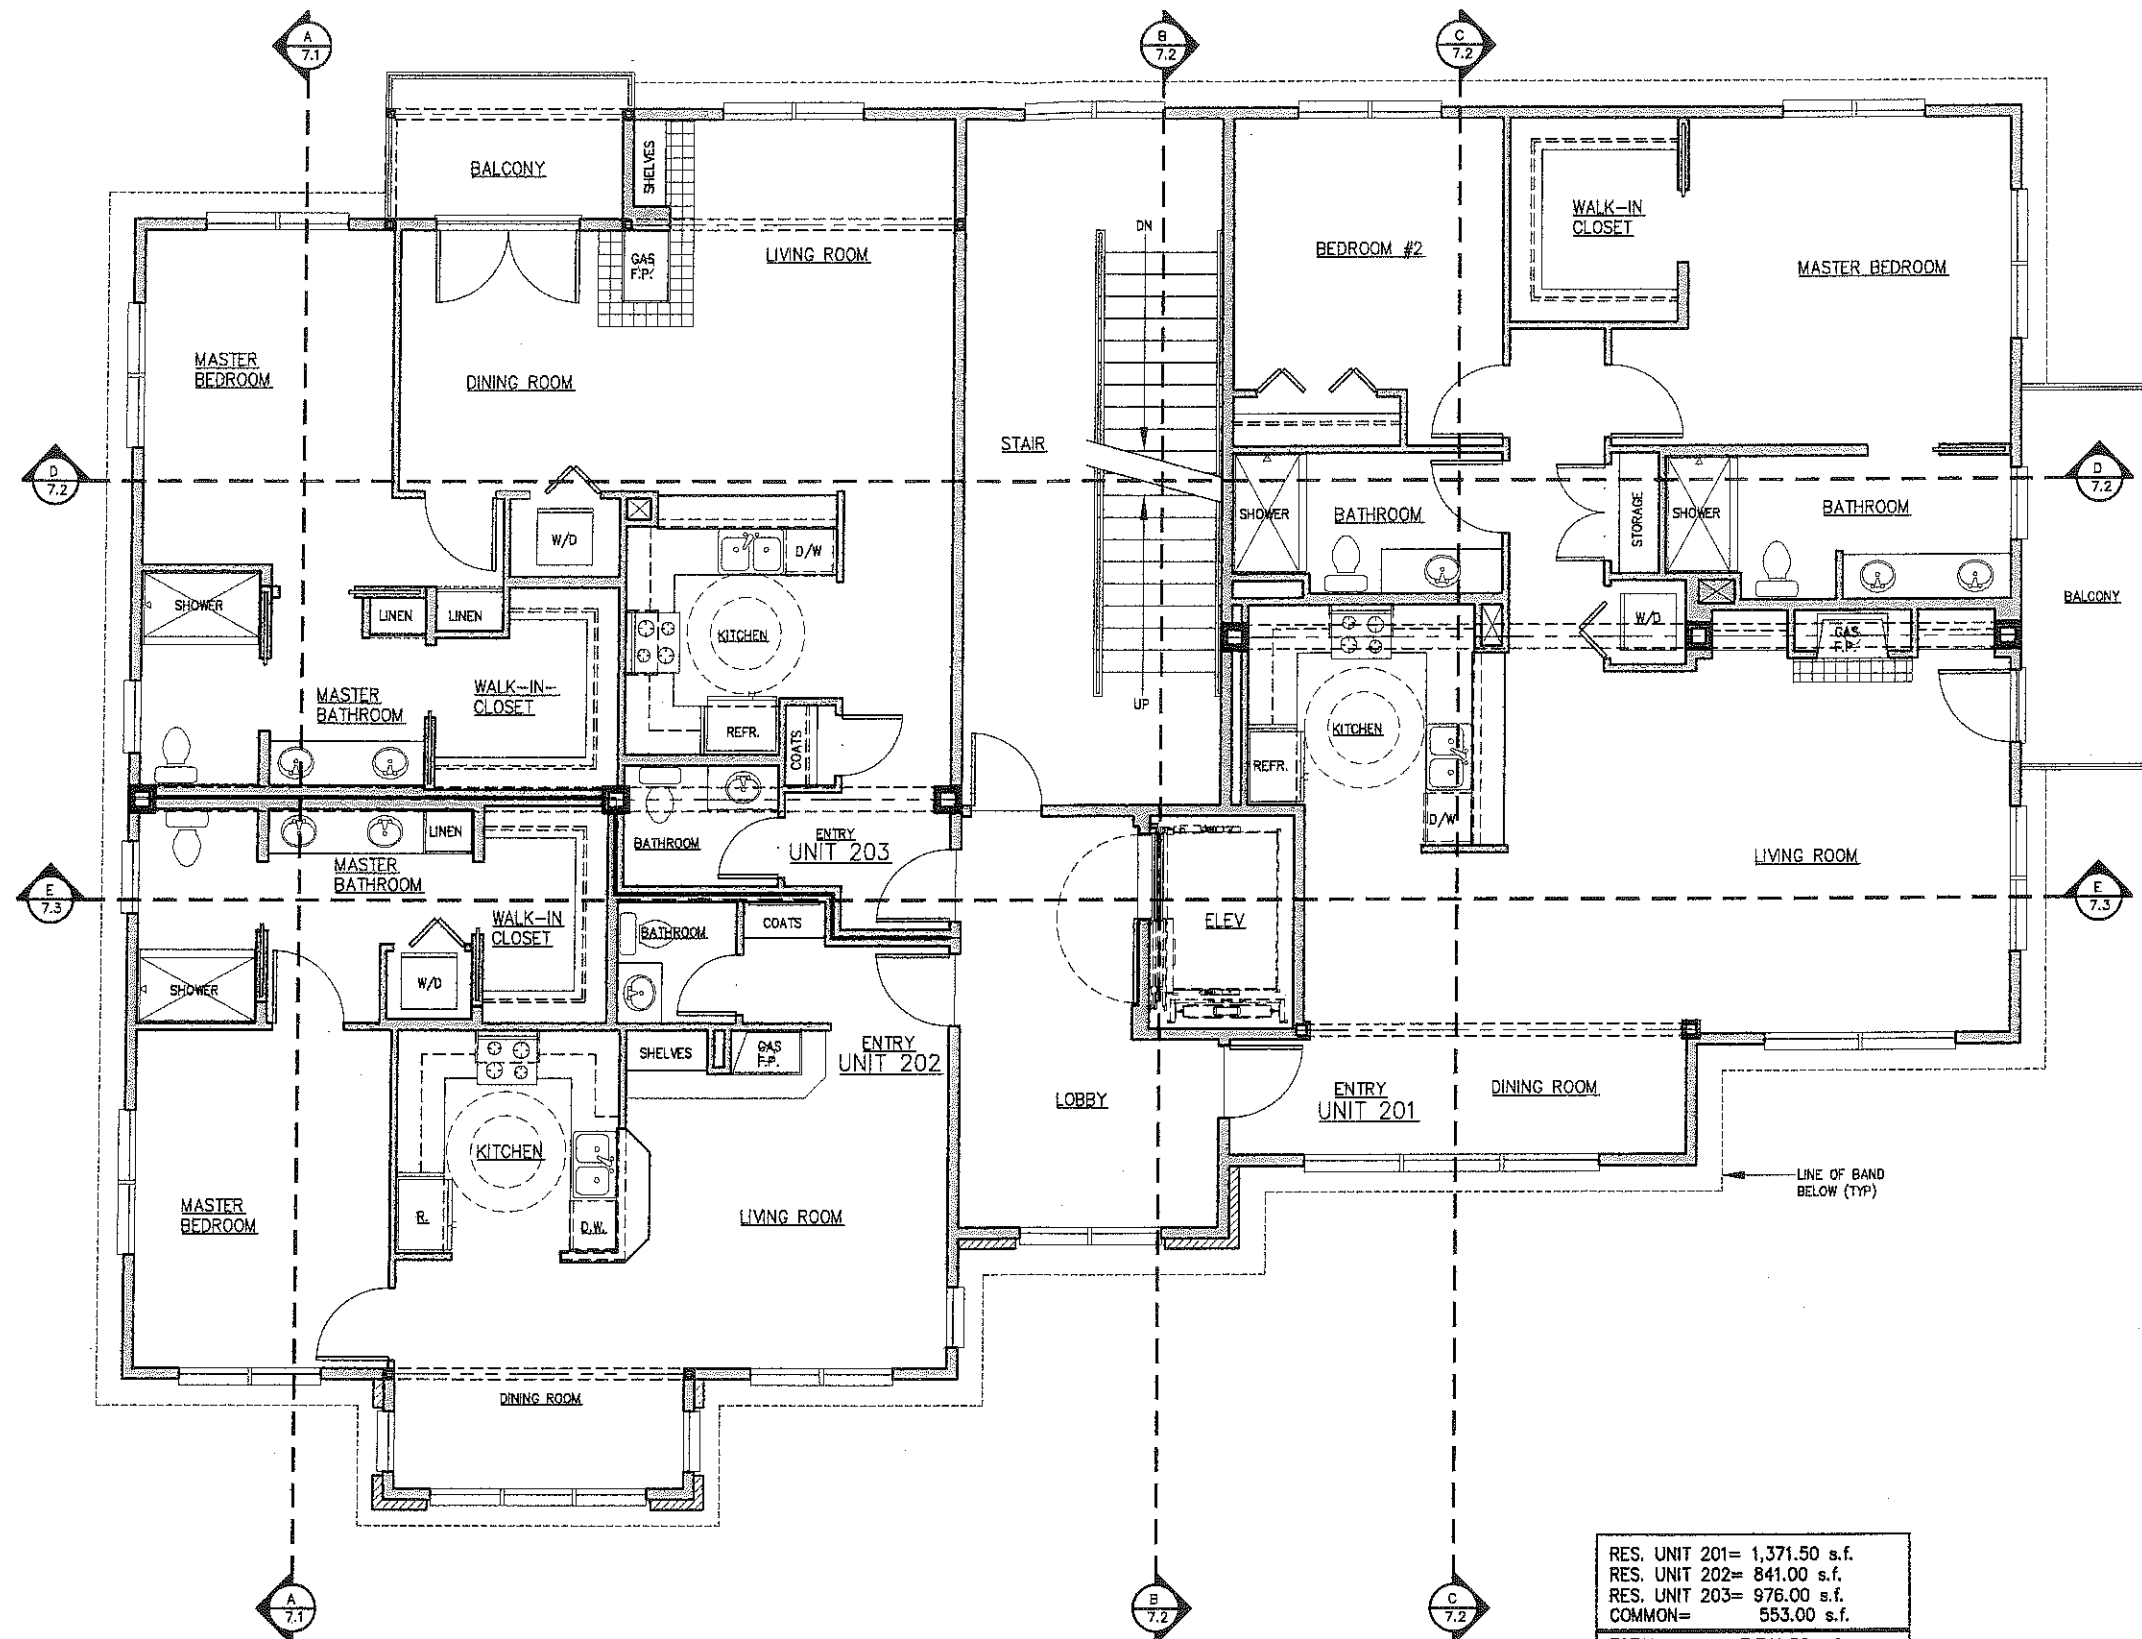 A
7.1
B
7.2
C
7.2
BALCONY
SHELVES
LIVING ROOM
GAS
F.P.
DN
BEDROOM #2
WALK-IN
CLOSET
MASTER BEDROOM
MASTER
BEDROOM
DINING ROOM
STAIR
D
7.2
D
7.2
W/D
D/W
SHOWER
BATHROOM
STORAGE
SHOWER
BATHROOM
SHOWER
LINEN
LINEN
KITCHEN
W/D
GAS
F.P.
BALCONY
MASTER
BATHROOM
WALK-IN-
CLOSET
REFR.
COATS
UP
KITCHEN
REFR.
D/W
LINEN
BATHROOM
ENTRY
UNIT 203
LIVING ROOM
MASTER
BATHROOM
E
7.3
E
7.3
WALK-IN
CLOSET
BATHROOM
COATS
ELEV
SHOWER
W/D
SHELVES
GAS
F.P.
ENTRY
UNIT 202
LOBBY
ENTRY
UNIT 201
DINING ROOM
KITCHEN
LINE OF BAND
BELOW (TYP)
MASTER
BEDROOM
R.
D.W.
LIVING ROOM
DINING ROOM
RES. UNIT 201= 1,371.50 s.f.
RES. UNIT 202= 841.00 s.f.
RES. UNIT 203= 976.00 s.f.
COMMON= 553.00 s.f.
A
7.1
B
7.2
C
7.2